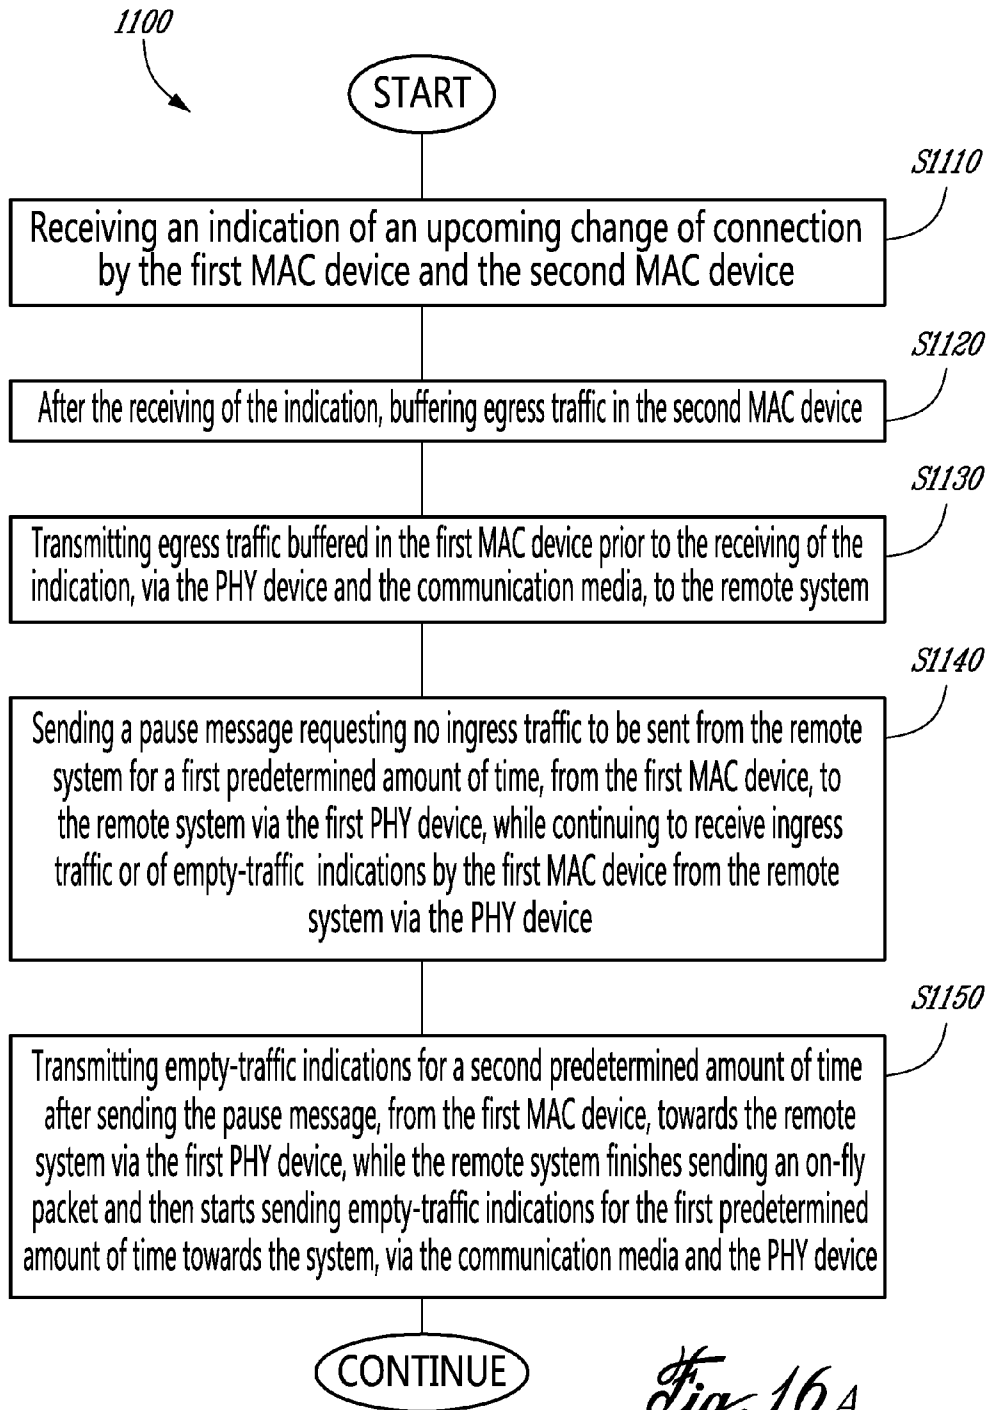 1100
START
S1110
Receiving an indication of an upcoming change of connection
by the first MAC device and the second MAC device
S1120
After the receiving of the indication, buffering egress traffic in the second MAC device
S1130
Transmitting egress traffic buffered in the first MAC device prior to the receiving of the
indication, via the PHY device and the communication media, to the remote system
S1140
Sending a pause message requesting no ingress traffic to be sent from the remote
system for a first predetermined amount of time, from the first MAC device, to
the remote system via the first PHY device, while continuing to receive ingress
traffic or of empty-traffic indications by the first MAC device from the remote
system via the PHY device
S1150
Transmitting empty-traffic indications for a second predetermined amount of time
after sending the pause message, from the first MAC device, towards the remote
system via the first PHY device, while the remote system finishes sending an on-fly
packet and then starts sending empty-traffic indications for the first predetermined
amount of time towards the system, via the communication media and the PHY device
CONTINUE
Fig. 16A